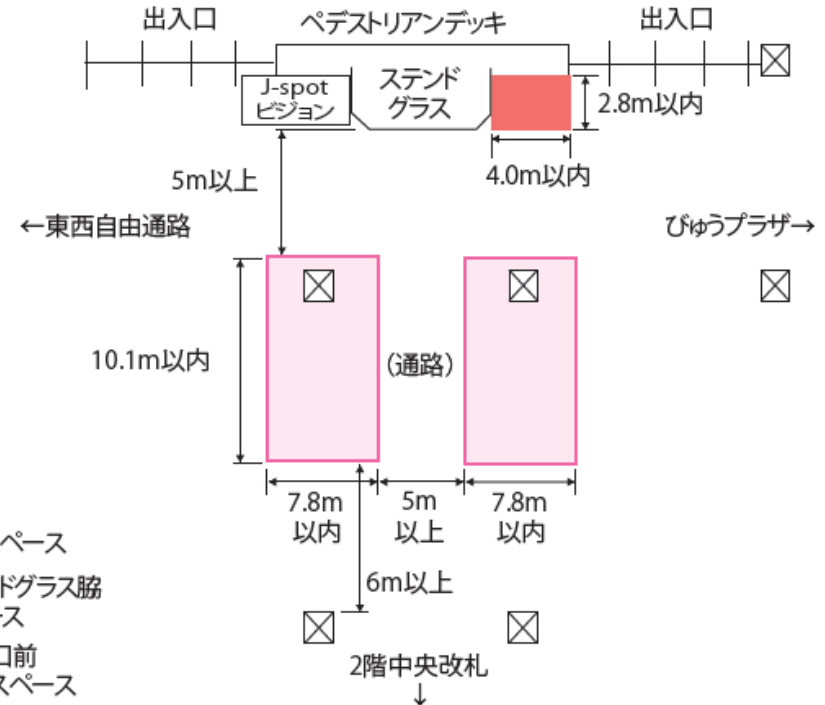 出入口
ペデストリアンデッキ
出入口
J-spot
ビジョン
ステンド
グラス
2.8m以内
4.0m以内
5m以上
←東西自由通路
びゅうプラザ→
10.1m以内
(通路)
7.8m
以内
5m
以上
7.8m
以内
ペース
ドグラス脇
ース
口前
スペース
6m以上
2階中央改札
↓